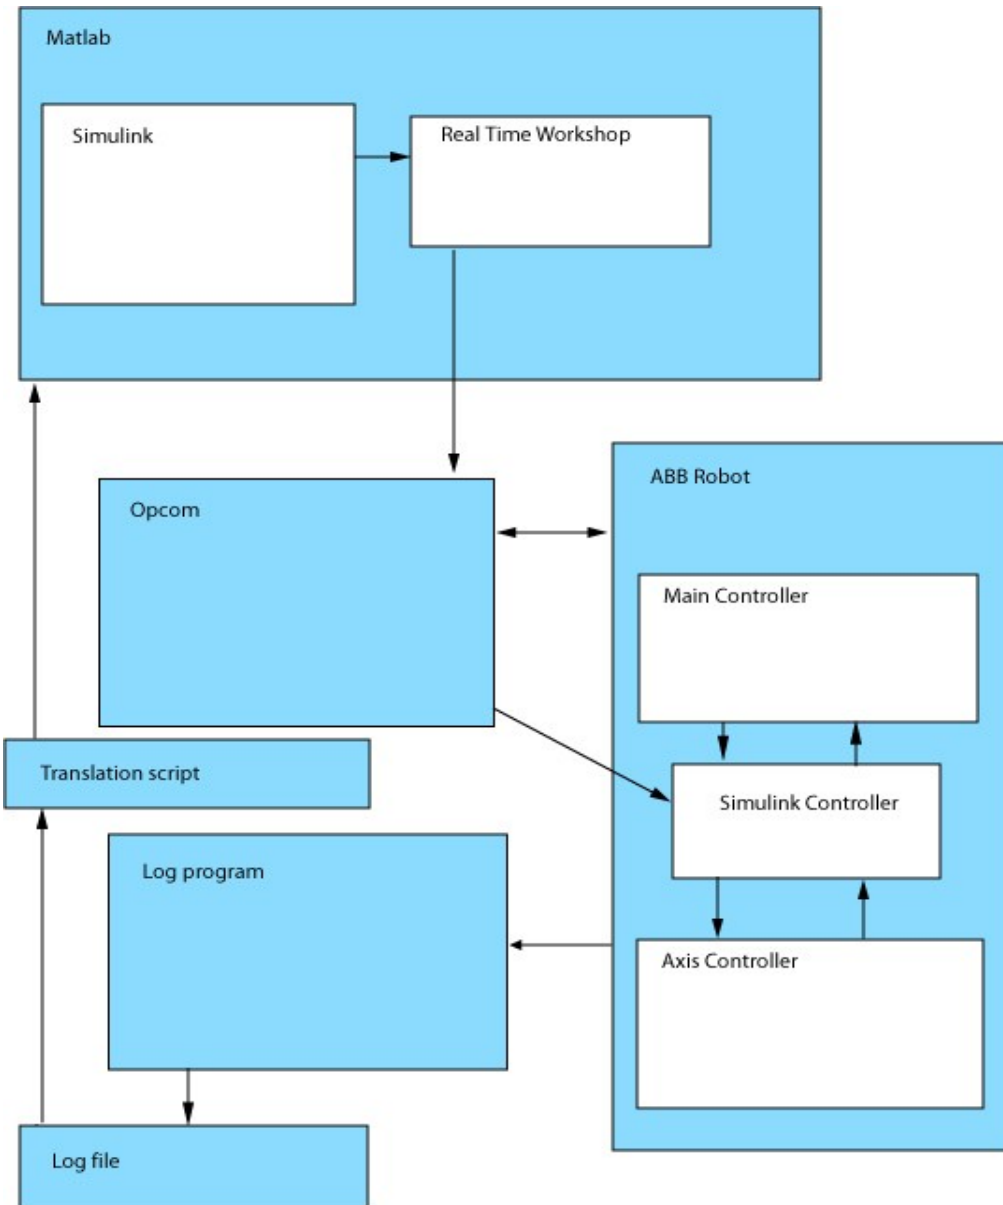 Matlab
Simulink
Real Time Workshop
Opcom
ABB Robot
Main Controller
Translation script
Simulink Controller
Log program
Axis Controller
Log file